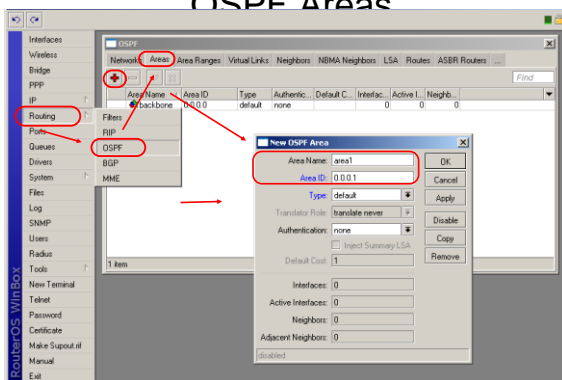 OSPF Areas
Interfaces
Wireless
Bridge
PPP
IP
Routing
Ports
Queues
Drivers
System
Files
Log
SNMP
Users
Radius
Tools
New Terminal
Telnet
Password
Certificate
Make Supout.rif
Manual
Exit
RouterOS WinBox
Filters
RIP
OSPF
BGP
MME
OSPF
Networks Areas Area Ranges Virtual Links Neighbors NBMA Neighbors LSA Routes ASBR Routers ...
Find
Area Name Area ID Type Authentic... Default C... Interfac... Active I... Neighb...
backbone 0.0.0.0 default none 0 0 0
1 item
New OSPF Area
Area Name: area1
Area ID: 0.0.0.1
Type: default
Translator Role: translate never
Authentication: none
Inject Summary LSA
Default Cost: 1
Interfaces: 0
Active Interfaces: 0
Neighbors: 0
Adjacent Neighbors: 0
disabled
OK
Cancel
Apply
Disable
Copy
Remove